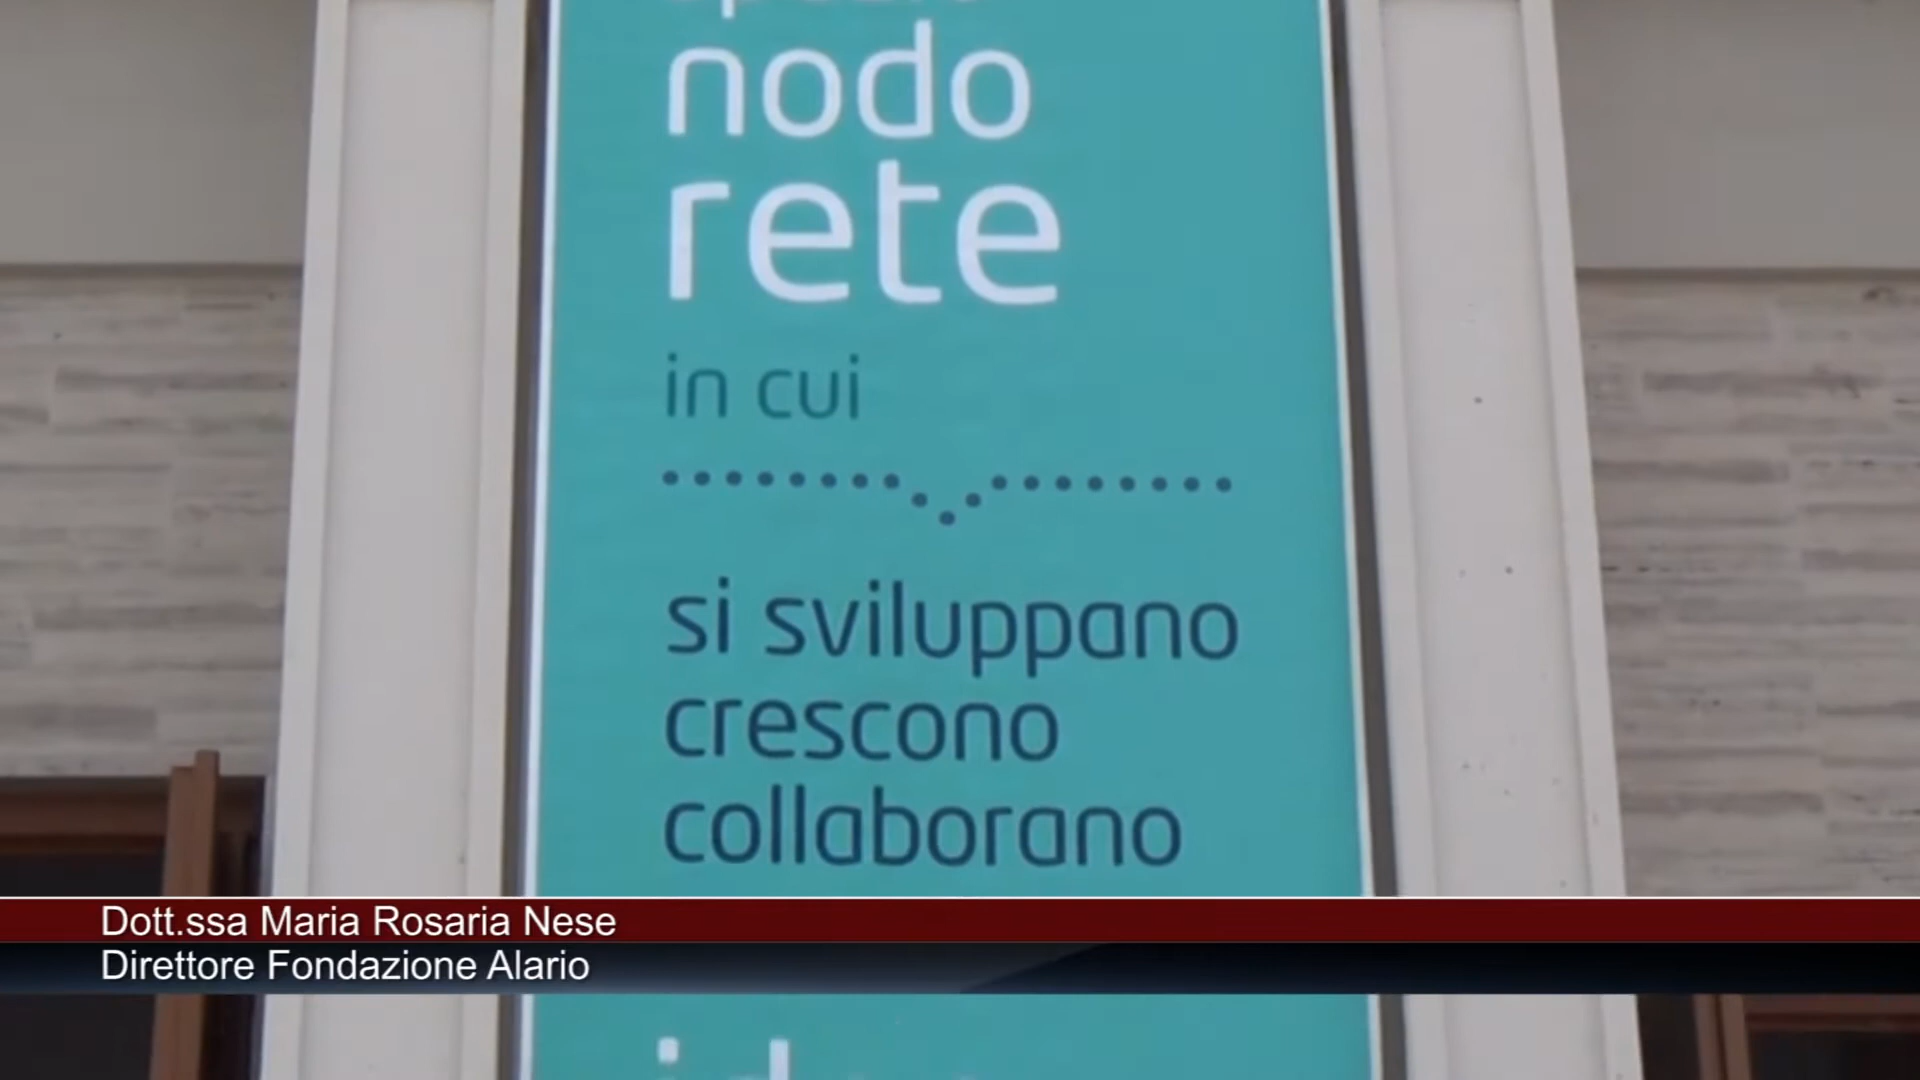 nodo
rete
in cui
si sviluppano
crescono
collaborano
Dott.ssa Maria Rosaria Nese
Direttore Fondazione Alario